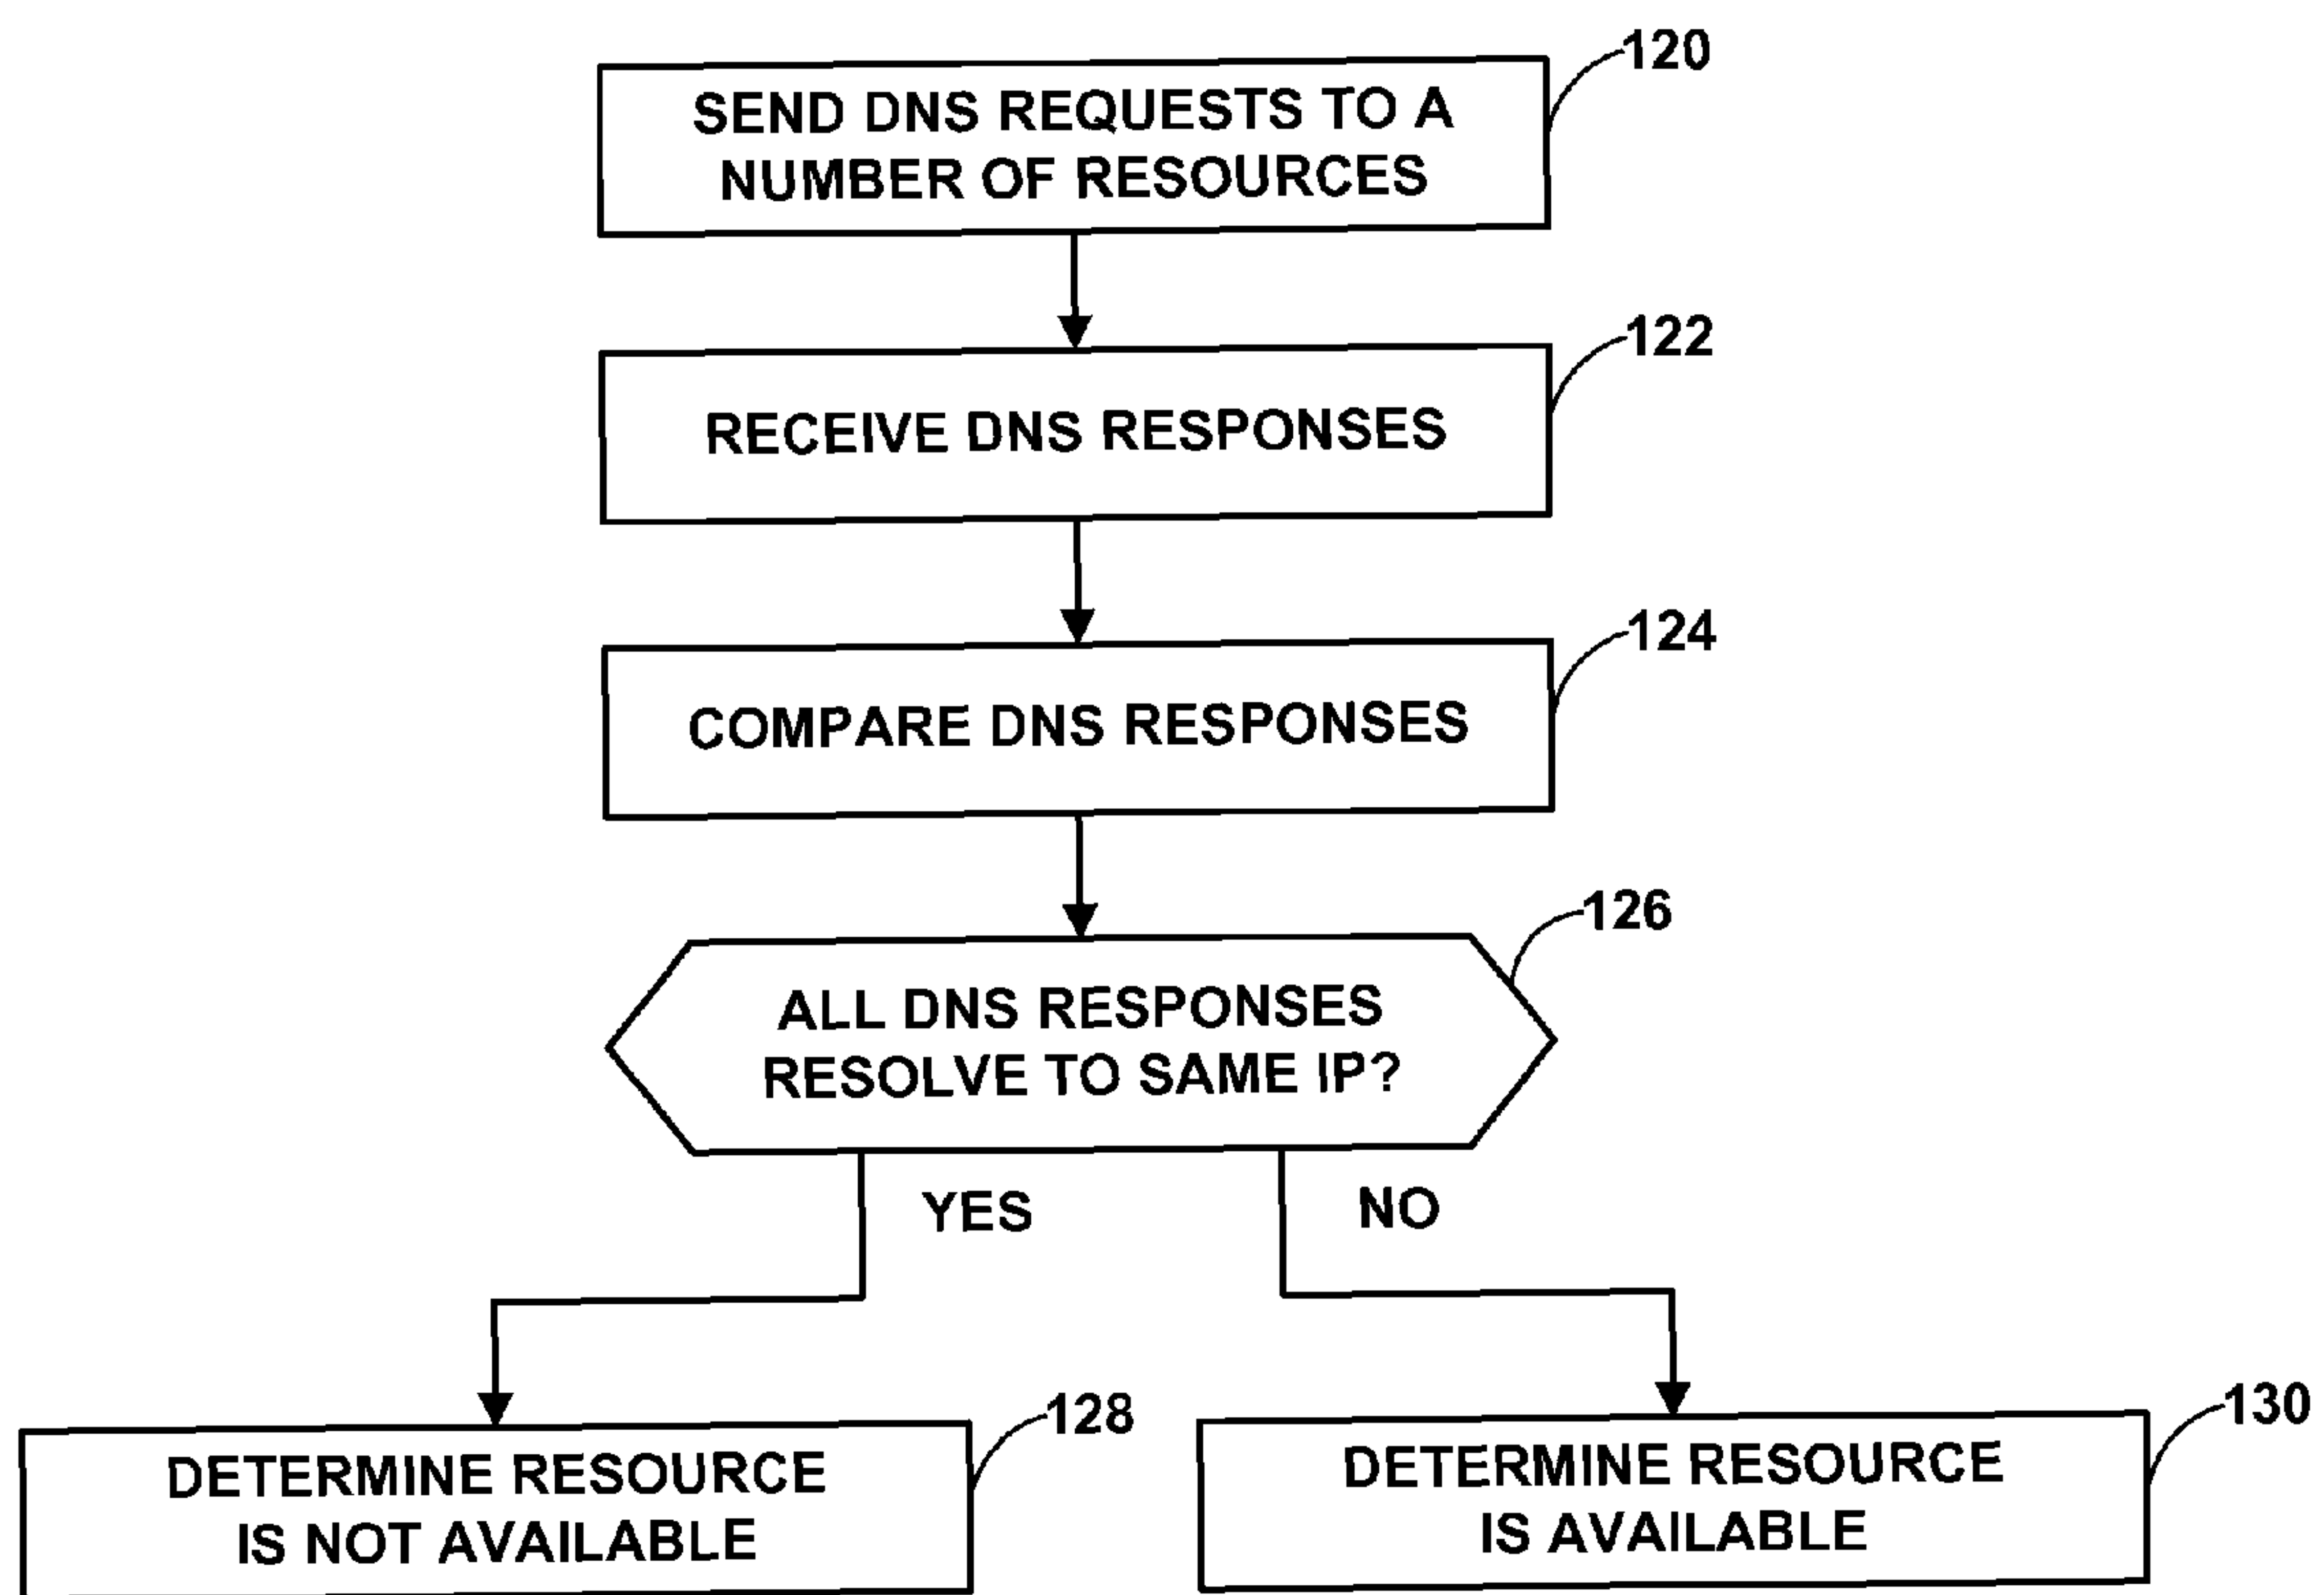 120
SEND DNS REQUESTS TO A
NUMBER OF RESOURCES
122
RECEIVE DNS RESPONSES
124
COMPARE DNS RESPONSES
126
ALL DNS RESPONSES
RESOLVE TO SAME IP?
YES
NO
128
DETERMINE RESOURCE
IS NOT AVAILABLE
130
DETERMINE RESOURCE
IS AVAILABLE